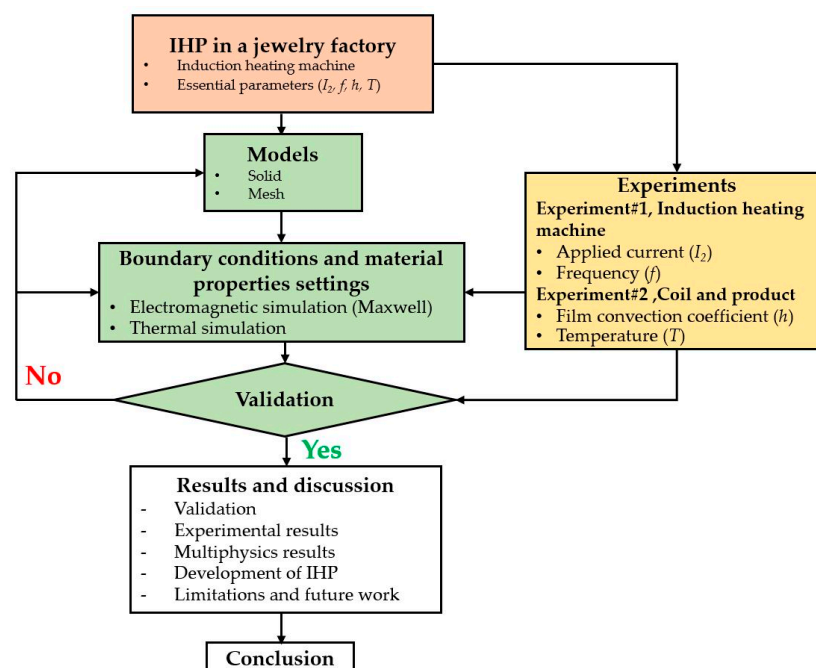 IHP in a jewelry factory
• Induction heating machine
• Essential parameters (I₂, f, h, T)
Models
• Solid
• Mesh
Experiments
Experiment#1, Induction heating
machine
• Applied current (I₂)
• Frequency (f)
Experiment#2 ,Coil and product
• Film convection coefficient (h)
• Temperature (T)
Boundary conditions and material
properties settings
• Electromagnetic simulation (Maxwell)
• Thermal simulation
No
Validation
Yes
Results and discussion
- Validation
- Experimental results
- Multiphysics results
- Development of IHP
- Limitations and future work
Conclusion